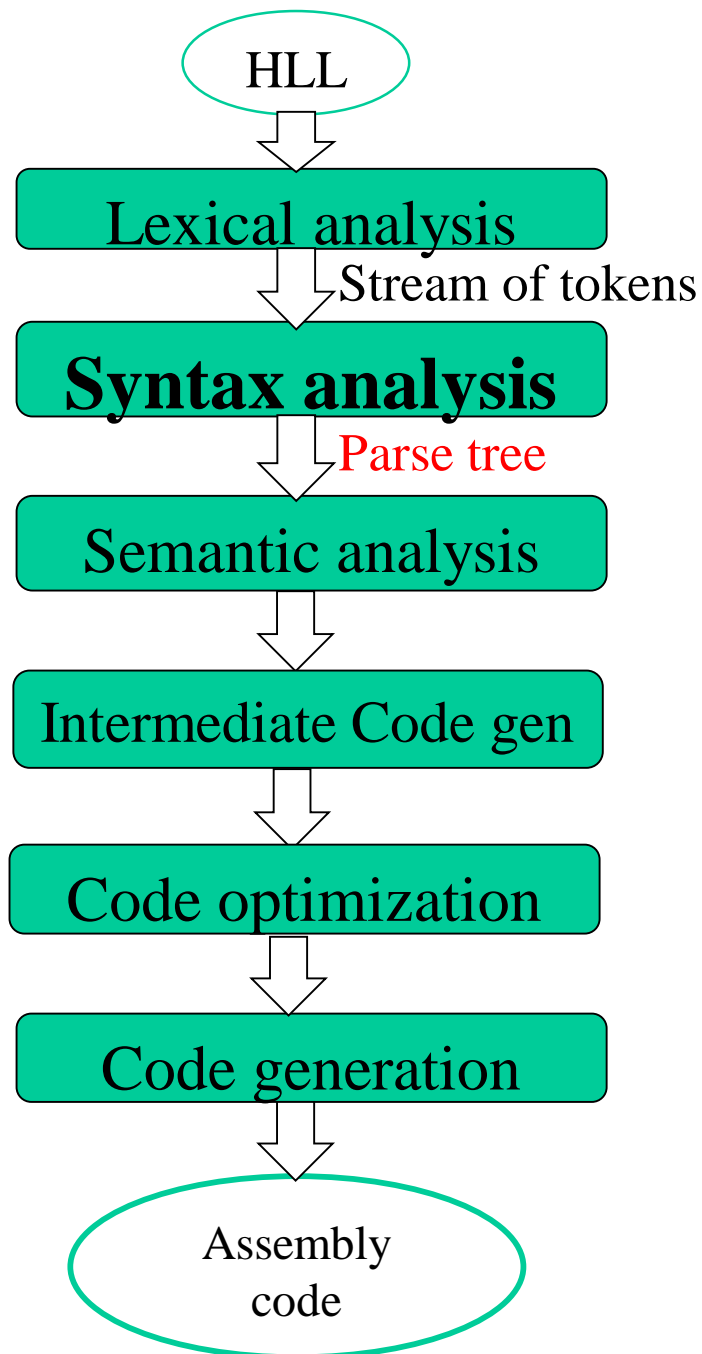 HLL
Lexical analysis
Stream of tokens
Syntax analysis
Parse tree
Semantic analysis
Intermediate Code gen
Code optimization
Code generation
Assembly
code